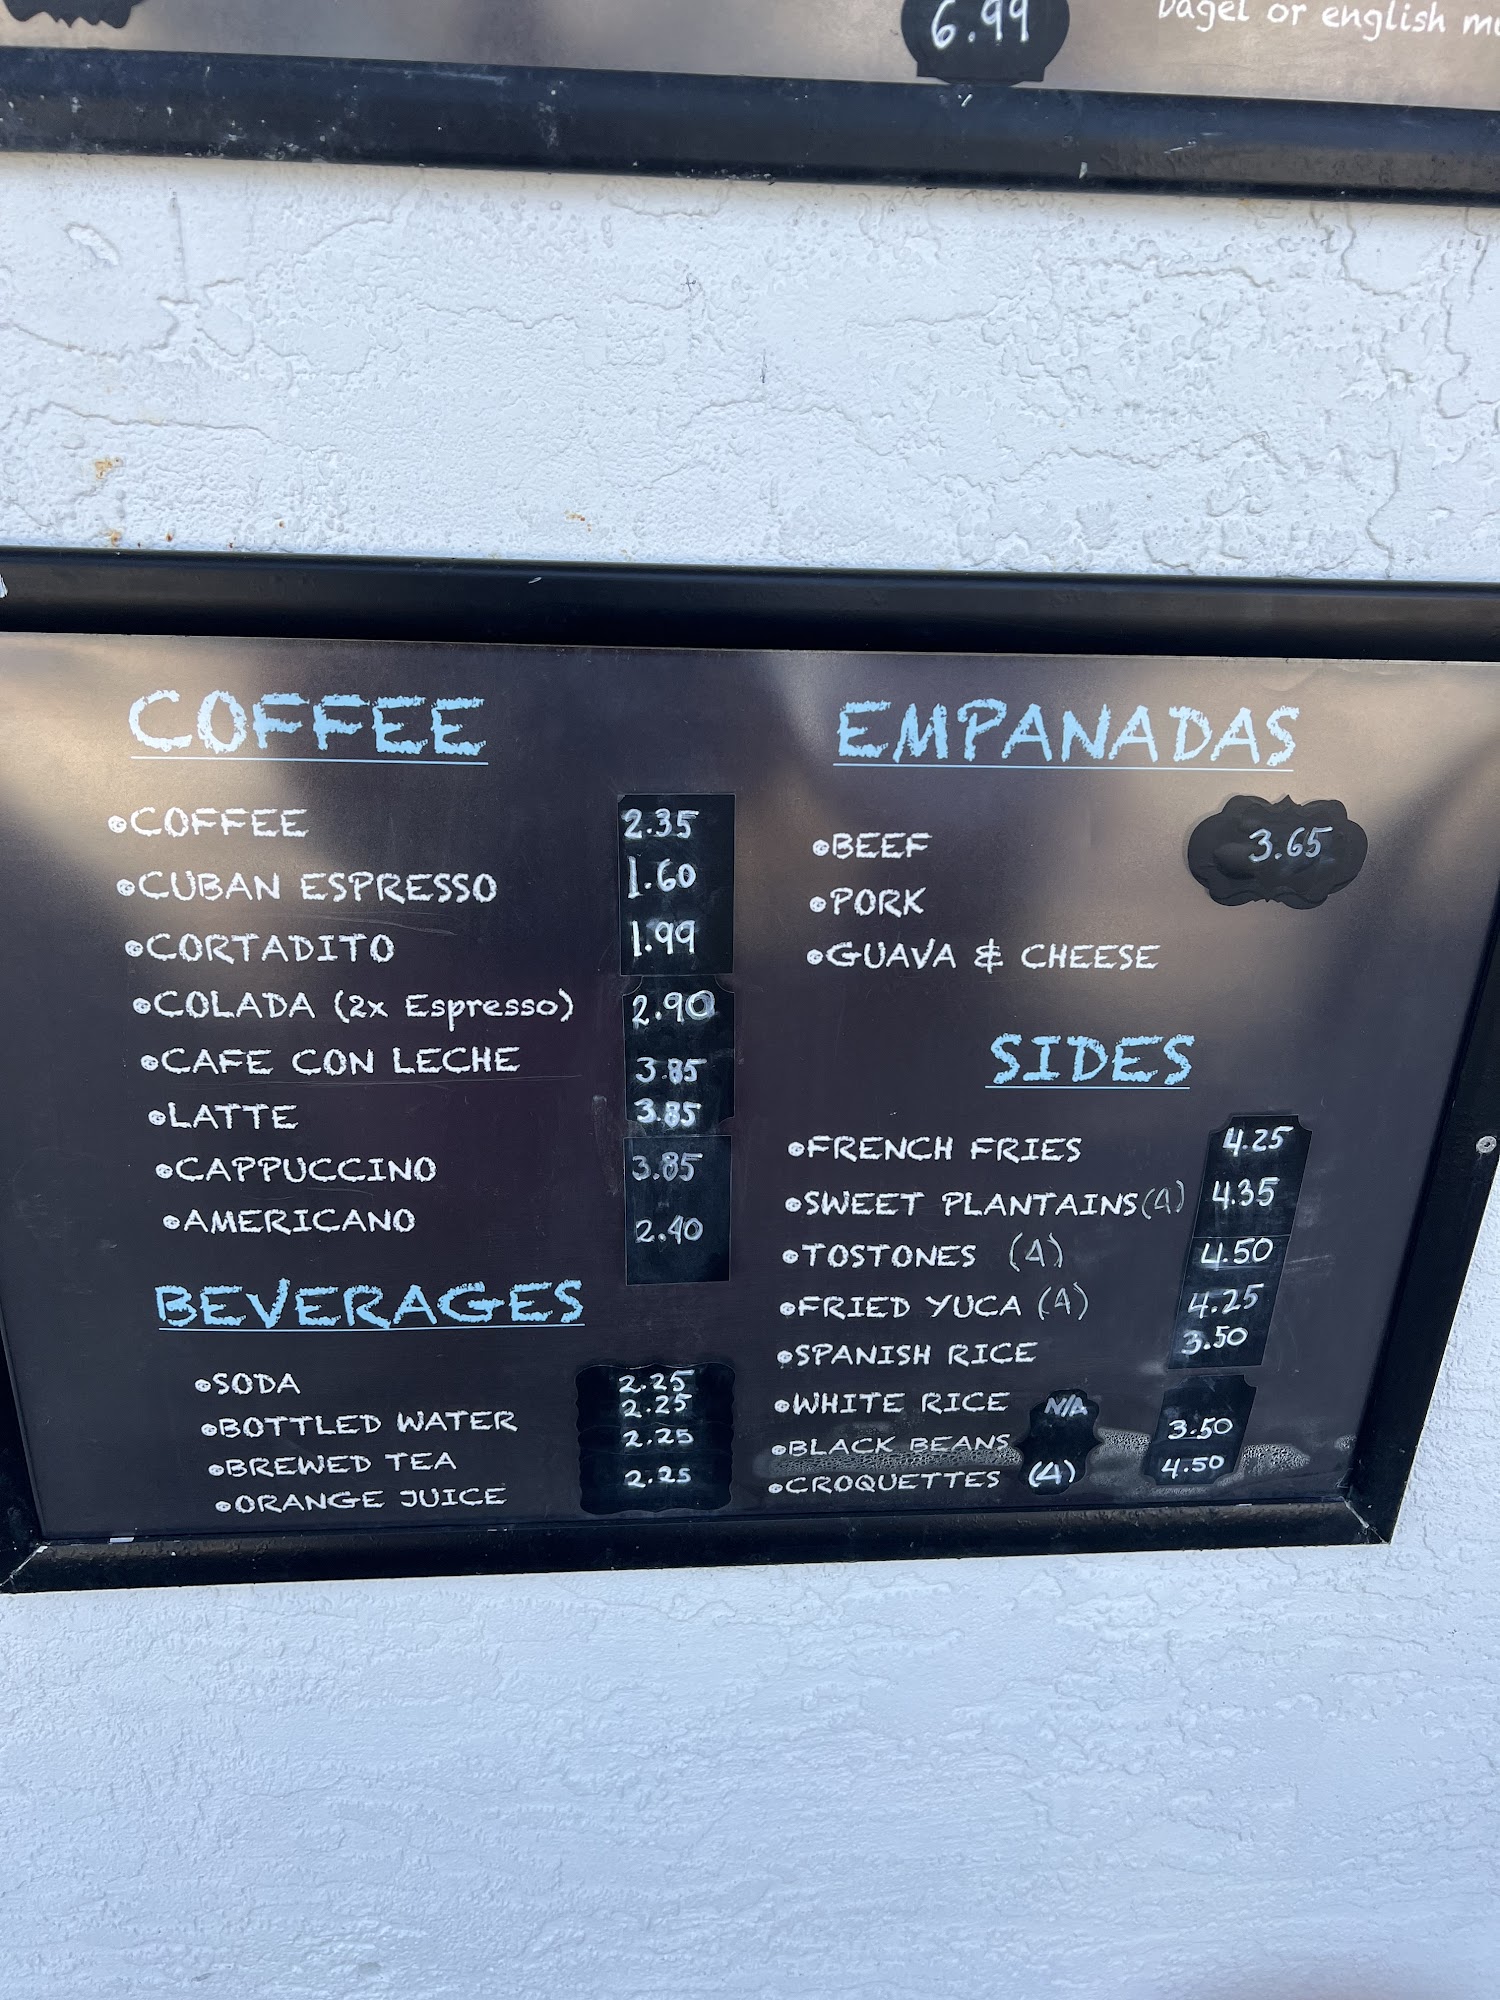 6.99
bagel or english
COFFEE
•COFFEE 2.35
•CUBAN ESPRESSO 1.60
•CORTADITO 1.99
•COLADA (2x Espresso) 2.90
•CAFE CON LECHE 3.85
•LATTE 3.85
•CAPPUCCINO 3.85
•AMERICANO 2.40
BEVERAGES
•SODA 2.25
•BOTTLED WATER 2.25
•BREWED TEA 2.25
•ORANGE JUICE 2.25
EMPANADAS
•BEEF 3.65
•PORK
•GUAVA & CHEESE
SIDES
•FRENCH FRIES 4.25
•SWEET PLANTAINS (4) 4.35
•TOSTONES (4) 4.50
•FRIED YUCA (4) 4.25
•SPANISH RICE 3.50
•WHITE RICE N/A
•BLACK BEANS 3.50
•CROQUETTES (4) 4.50